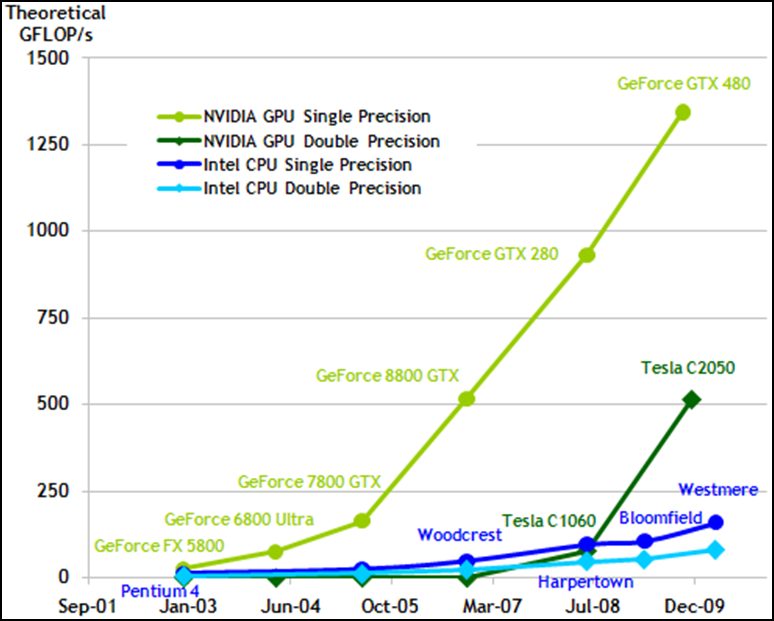 Theoretical
GFLOP/s
1500
1250
1000
750
500
250
0
NVIDIA GPU Single Precision
NVIDIA GPU Double Precision
Intel CPU Single Precision
Intel CPU Double Precision
GeForce GTX 480
GeForce GTX 280
GeForce 8800 GTX
Tesla C2050
GeForce 7800 GTX
Westmere
GeForce 6800 Ultra
Tesla C1060
Bloomfield
Woodcrest
GeForce FX 5800
Harpertown
Pentium 4
Sep-01 Jan-03 Jun-04 Oct-05 Mar-07 Jul-08 Dec-09